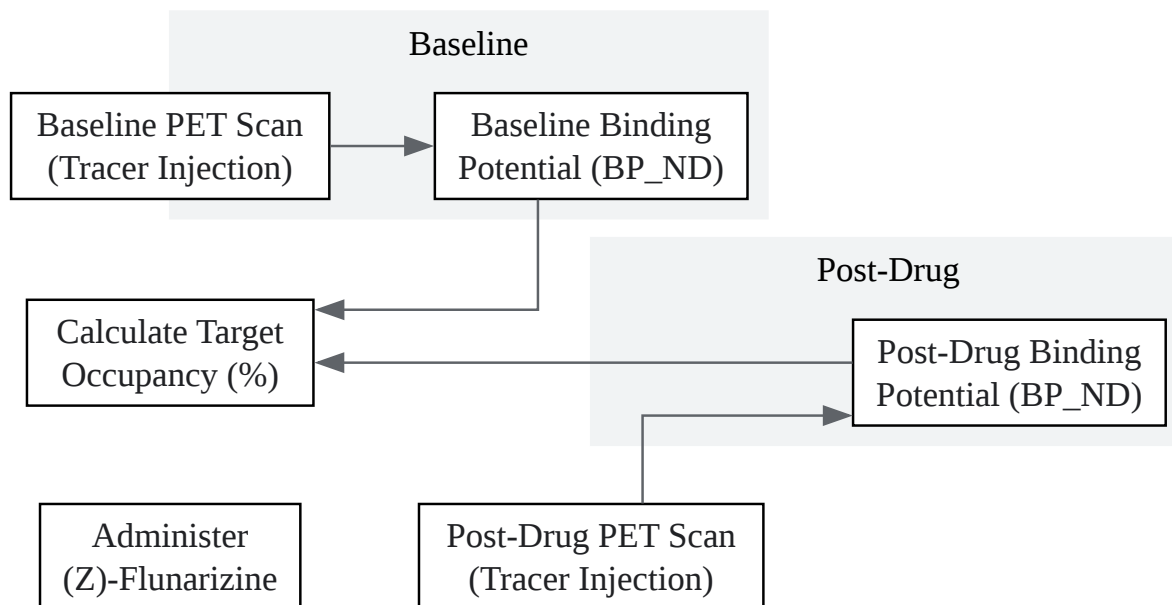 Baseline
Baseline PET Scan
(Tracer Injection)
Baseline Binding
Potential (BP_ND)
Post-Drug
Calculate Target
Occupancy (%)
Post-Drug Binding
Potential (BP_ND)
Administer
(Z)-Flunarizine
Post-Drug PET Scan
(Tracer Injection)